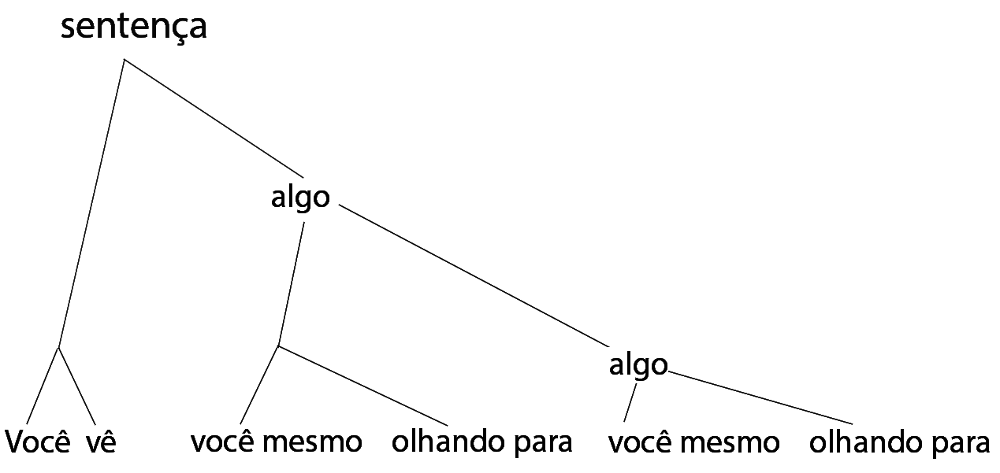 sentença
algo
algo
Você vê você mesmo olhando para você mesmo olhando para